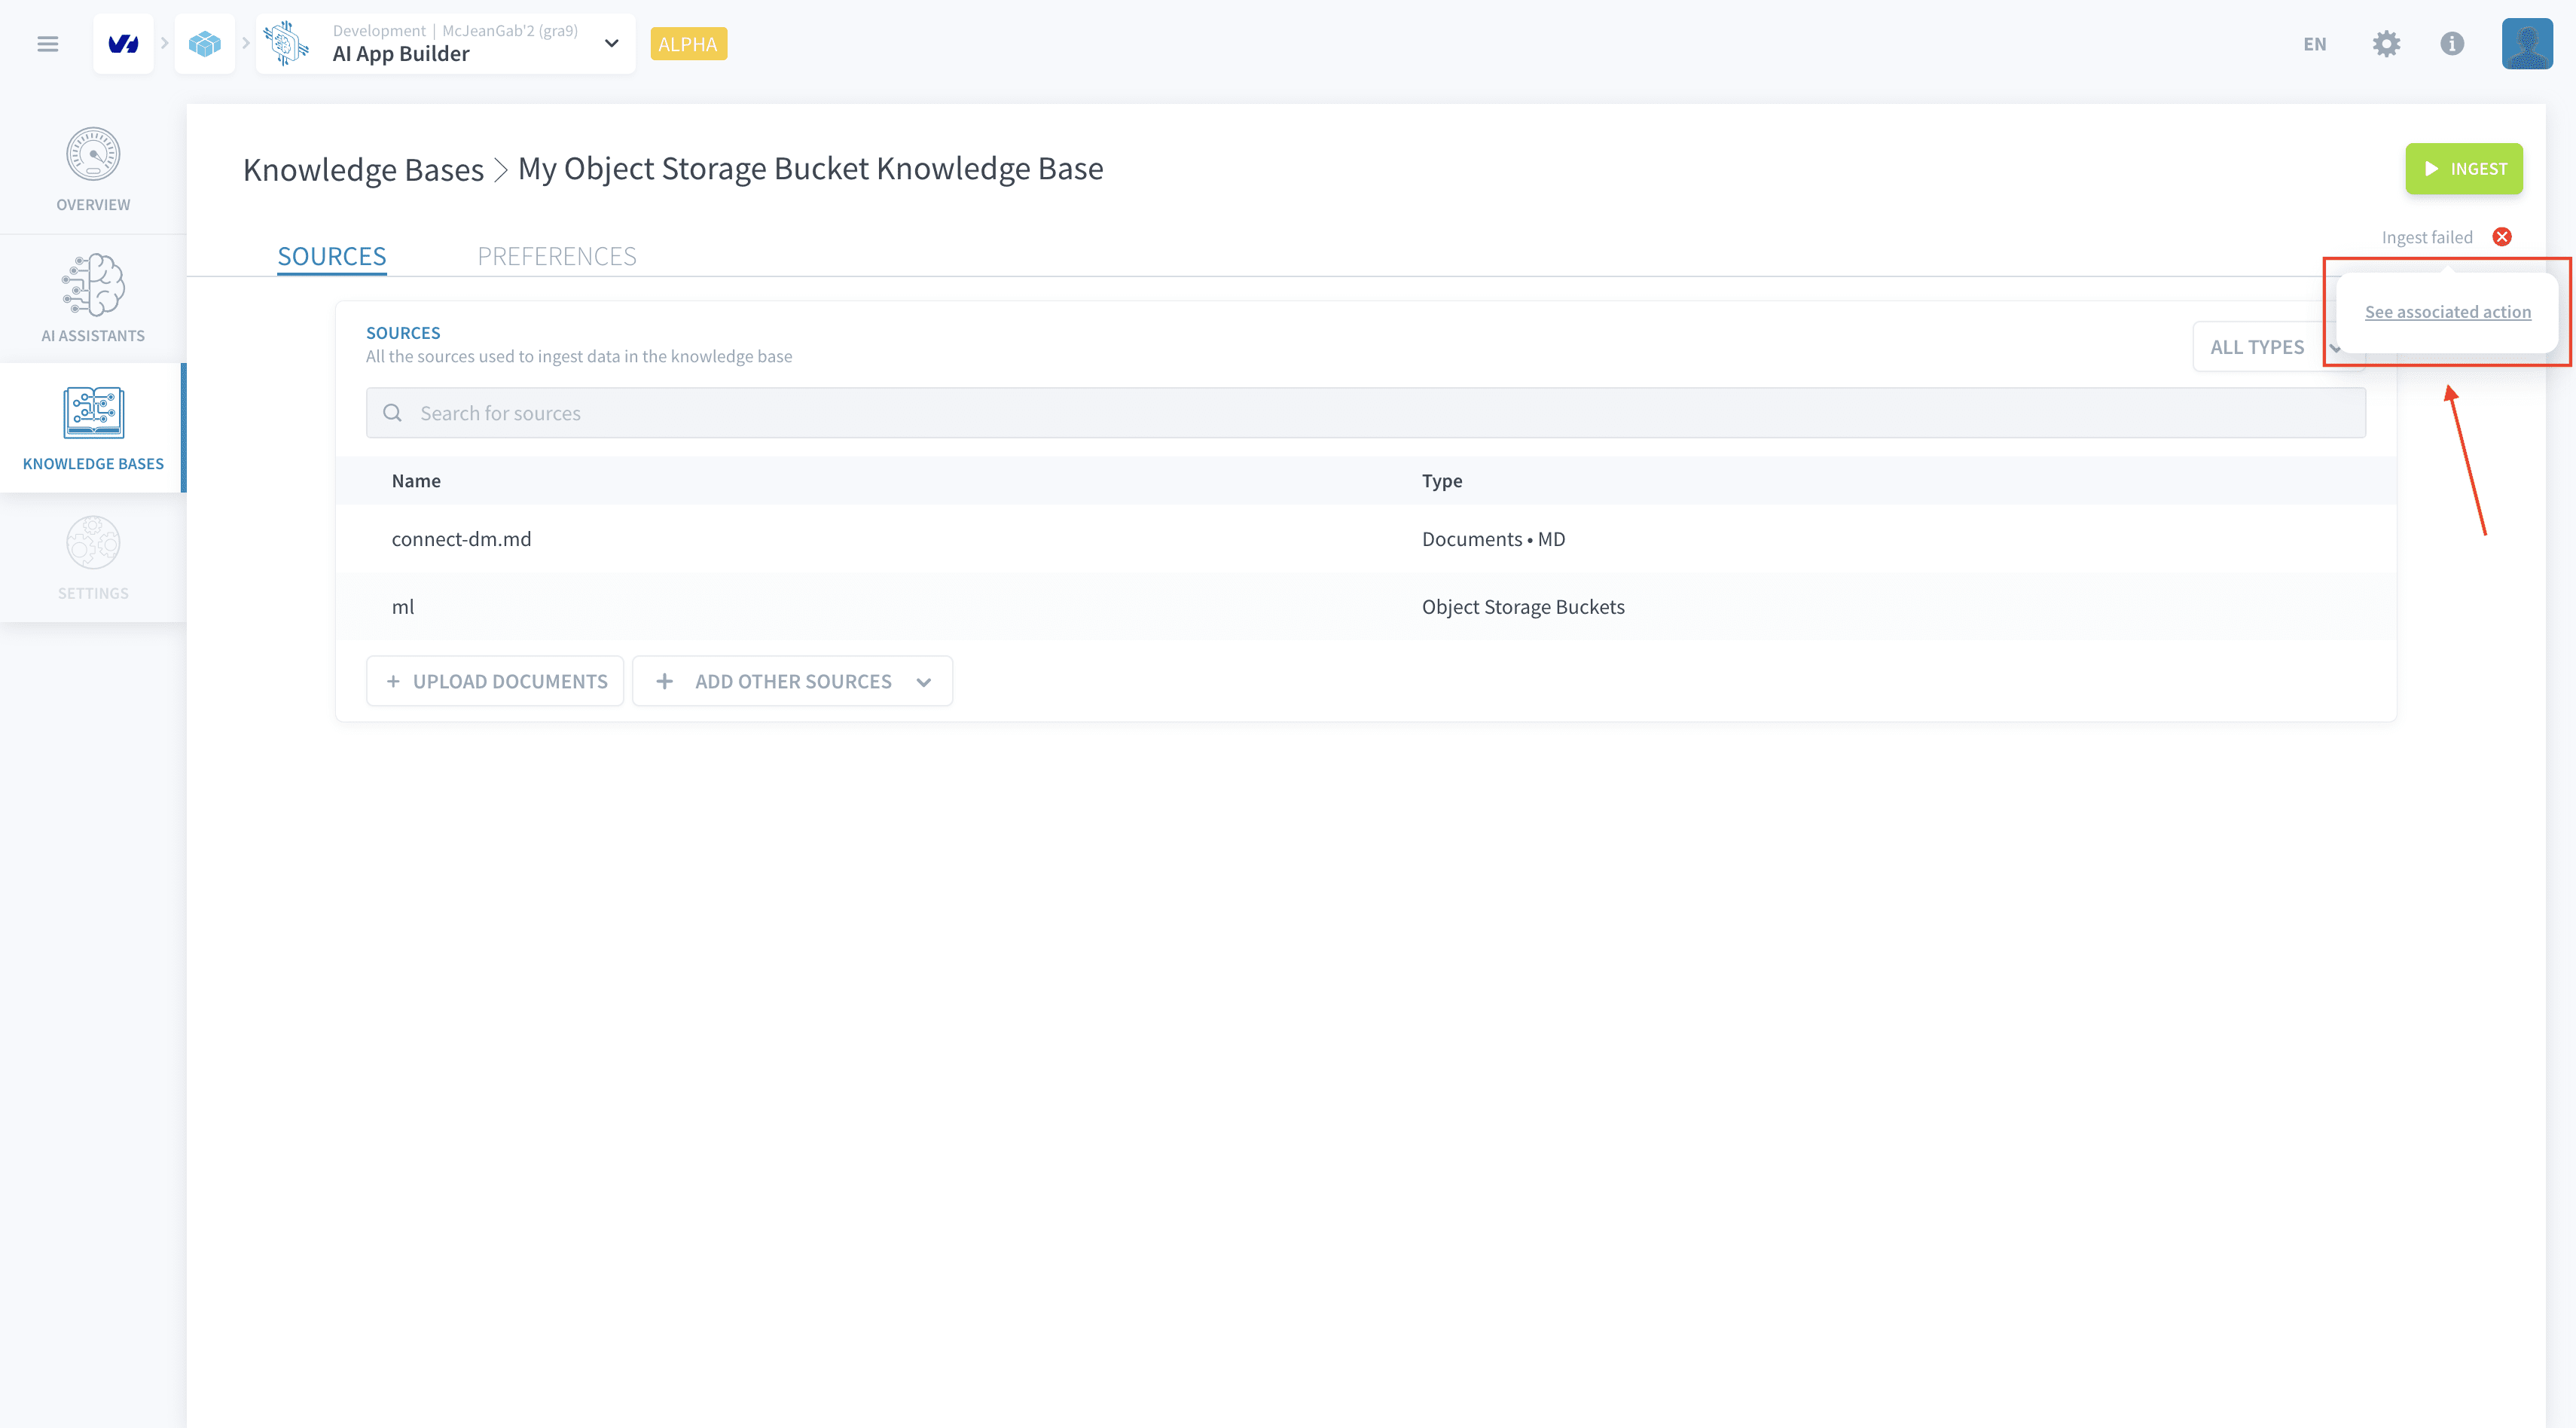 Development | McJeanGab'2 (gra9)
AI App Builder
ALPHA
EN
OVERVIEW
AI ASSISTANTS
KNOWLEDGE BASES
SETTINGS
Knowledge Bases > My Object Storage Bucket Knowledge Base
INGEST
Ingest failed
See associated action
SOURCES
PREFERENCES
SOURCES
All the sources used to ingest data in the knowledge base
ALL TYPES
Search for sources
Name
Type
connect-dm.md
Documents • MD
ml
Object Storage Buckets
+ UPLOAD DOCUMENTS
+ ADD OTHER SOURCES